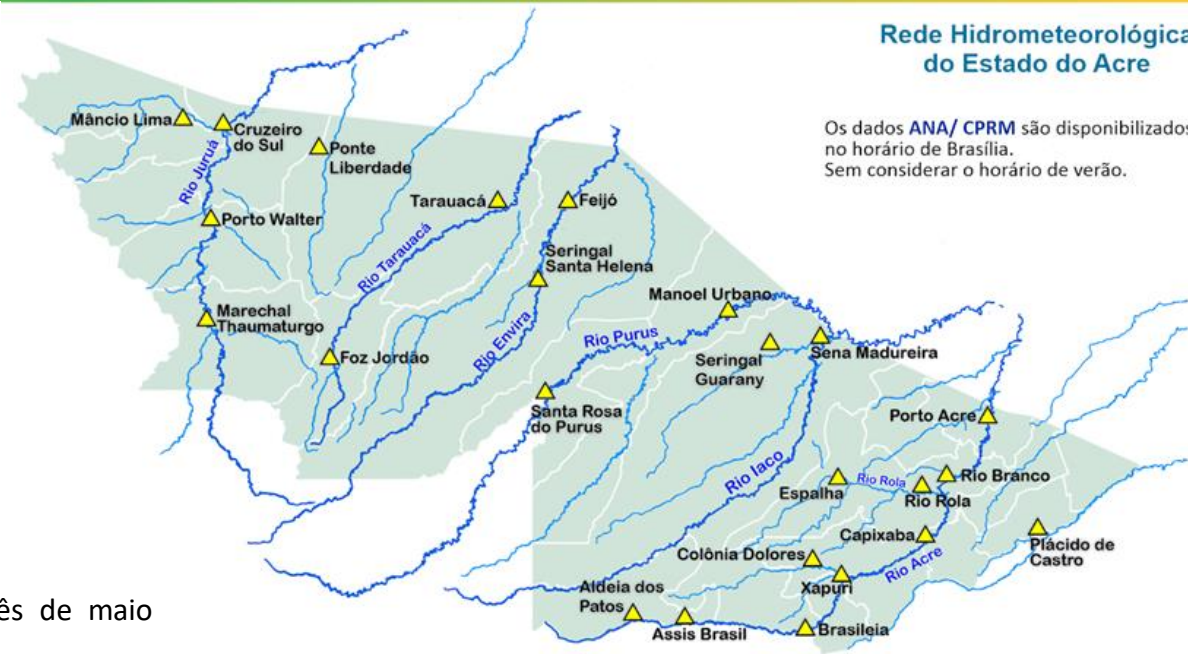 Rede Hidrometeorológica
do Estado do Acre
Os dados ANA/ CPRM são disponibilizados
no horário de Brasília.
Sem considerar o horário de verão.
Mâncio Lima
Cruzeiro
do Sul
Ponte
Liberdade
Rio Juruá
Porto Walter
Tarauacá
Feijó
Rio Tarauacá
Seringal
Santa Helena
Marechal
Thaumaturgo
Foz Jordão
Rio Envira
Manoel Urbano
Rio Purus
Seringal
Guarany
Sena Madureira
Santa Rosa
do Purus
Porto Acre
Rio Iaco
Espalha
Rio Rola
Rio Rola
Rio Branco
Capixaba
Plácido de
Castro
Colônia Dolores
Rio Acre
Xapuri
Aldeia dos
Patos
Assis Brasil
Brasileia
ês de maio